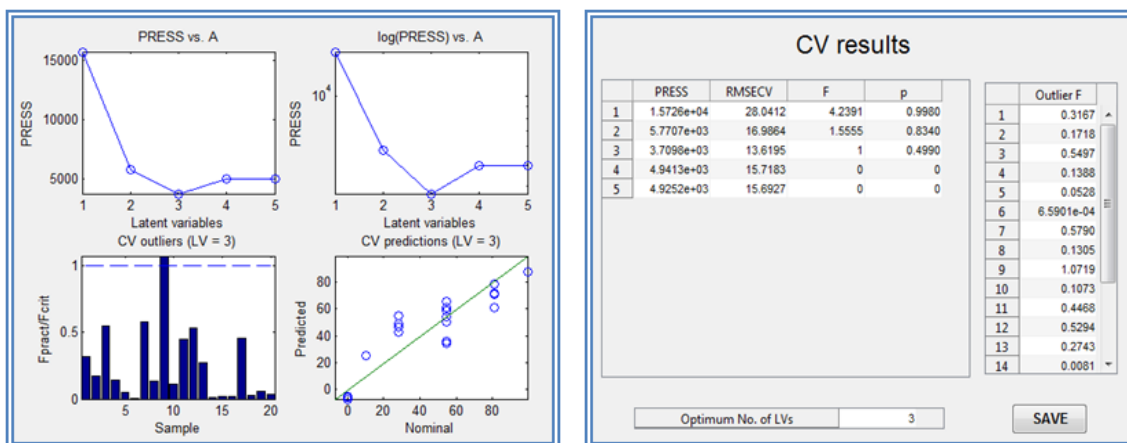 PRESS vs. A
log(PRESS) vs. A
15000
10000
5000
PRESS
1 2 3 4 5
Latent variables
10^4
PRESS
1 2 3 4 5
Latent variables
CV outliers (LV = 3)
CV predictions (LV = 3)
1
0.5
0
Fpract/Fcrit
5 10 15 20
Sample
80
60
40
20
0
Predicted
0 20 40 60 80
Nominal
CV results
PRESS RMSECV F p
1 1.5726e+04 28.0412 4.2391 0.9980
2 5.7707e+03 16.9864 1.5555 0.8340
3 3.7098e+03 13.6195 1 0.4990
4 4.9413e+03 15.7183 0 0
5 4.9252e+03 15.6927 0 0
Outlier F
1 0.3167
2 0.1718
3 0.5497
4 0.1388
5 0.0528
6 6.5901e-04
7 0.5790
8 0.1305
9 1.0719
10 0.1073
11 0.4468
12 0.5294
13 0.2743
14 0.0081
Optimum No. of LVs 3
SAVE